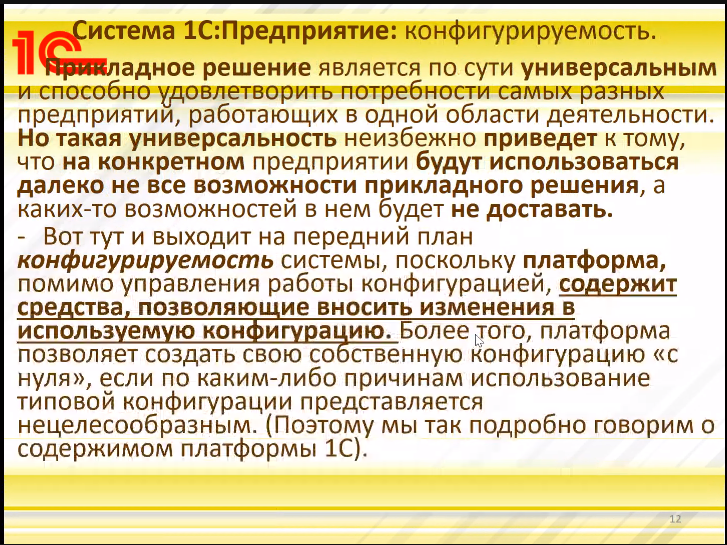 Система 1С:Предприятие: конфигурируемость.
1С
Прикладное решение является по сути универсальным
и способно удовлетворить потребности самых разных
предприятий, работающих в одной области деятельности.
Но такая универсальность неизбежно приведет к тому,
что на конкретном предприятии будут использоваться
далеко не все возможности прикладного решения, а
каких-то возможностей в нем будет не доставать.
- Вот тут и выходит на передний план
конфигурируемость системы, поскольку платформа,
помимо управления работы конфигурацией, содержит
средства, позволяющие вносить изменения в
используемую конфигурацию. Более того, платформа
позволяет создать свою собственную конфигурацию «с
нуля», если по каким-либо причинам использование
типовой конфигурации представляется
нецелесообразным. (Поэтому мы так подробно говорим о
содержимом платформы 1С).
12